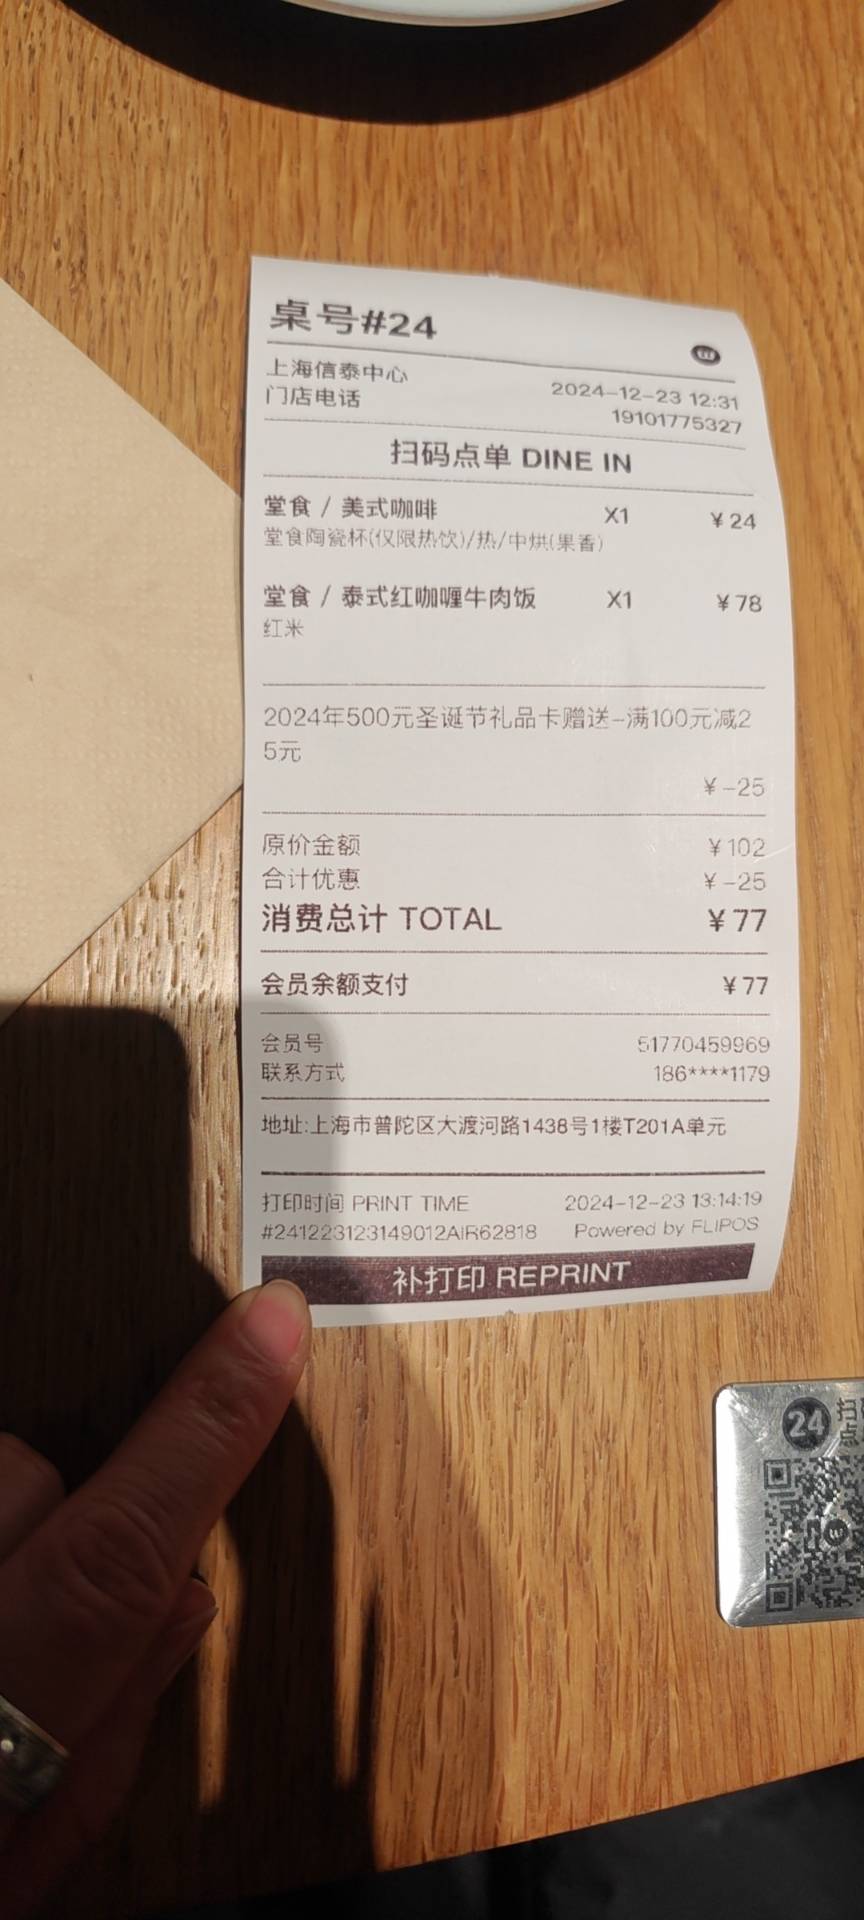 桌号#24
上海信泰中心 2024-12-23 12:31
门店电话 19101775327
扫码点单 DINE IN
堂食 / 美式咖啡 X1 ¥24
堂食陶瓷杯(仅限热饮)/热/中烘(果香)
堂食 / 泰式红咖喱牛肉饭 X1 ¥78
红米
2024年500元圣诞节礼品卡赠送-满100元减2
5元
¥-25
原价金额 ¥102
合计优惠 ¥-25
消费总计 TOTAL ¥77
会员余额支付 ¥77
会员号 51770459969
联系方式 186****1179
地址:上海市普陀区大渡河路1438号1楼T201A单元
打印时间 PRINT TIME 2024-12-23 13:14:19
#241223123149012AIR62818 Powered by FLIPOS
补打印 REPRINT
24
扫
点